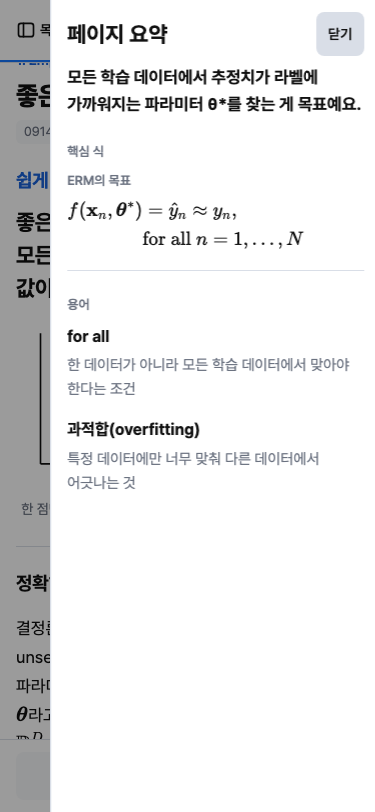 목
페이지 요약
닫기
모든 학습 데이터에서 추정치가 라벨에
가까워지는 파라미터 θ*를 찾는 게 목표예요.
핵심 식
ERM의 목표
f(xₙ, θ*) = ŷₙ ≈ yₙ,
for all n = 1, . . . , N
용어
for all
한 데이터가 아니라 모든 학습 데이터에서 맞아야
한다는 조건
과적합(overfitting)
특정 데이터에만 너무 맞춰 다른 데이터에서
어긋나는 것
좋은
0914
쉽게
좋은
모든
값이
한 점
정확
결정론
unse
파라미
θ라고